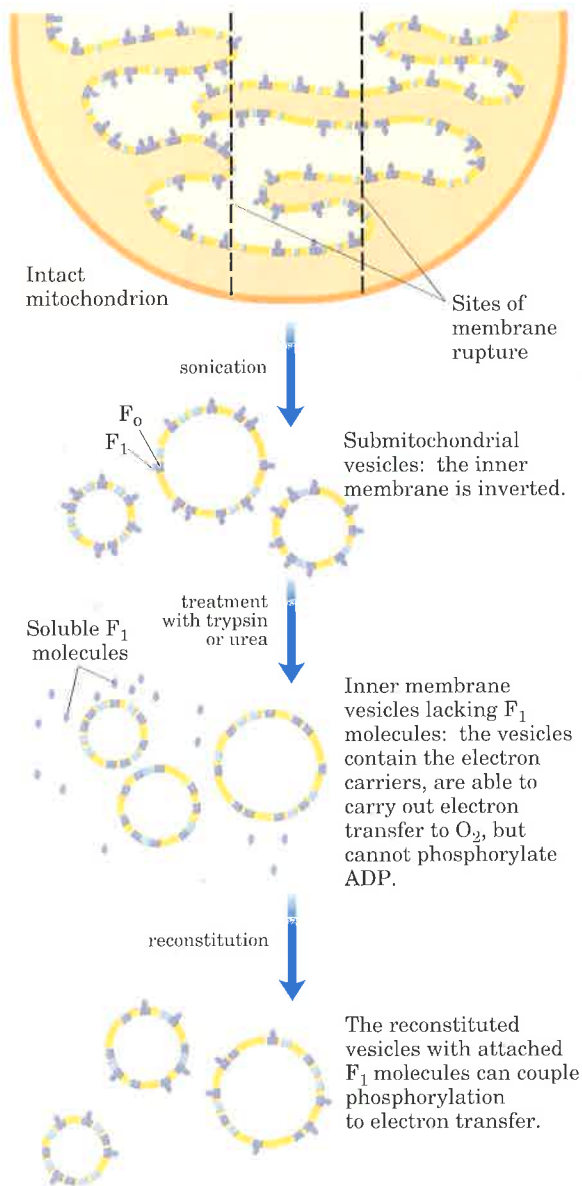 Intact
mitochondrion
Sites of
membrane
rupture
sonication
Fₒ
F₁
Submitochondrial
vesicles: the inner
membrane is inverted.
treatment
with trypsin
or urea
Soluble F₁
molecules
Inner membrane
vesicles lacking F₁
molecules: the vesicles
contain the electron
carriers, are able to
carry out electron
transfer to O₂, but
cannot phosphorylate
ADP.
reconstitution
The reconstituted
vesicles with attached
F₁ molecules can couple
phosphorylation
to electron transfer.